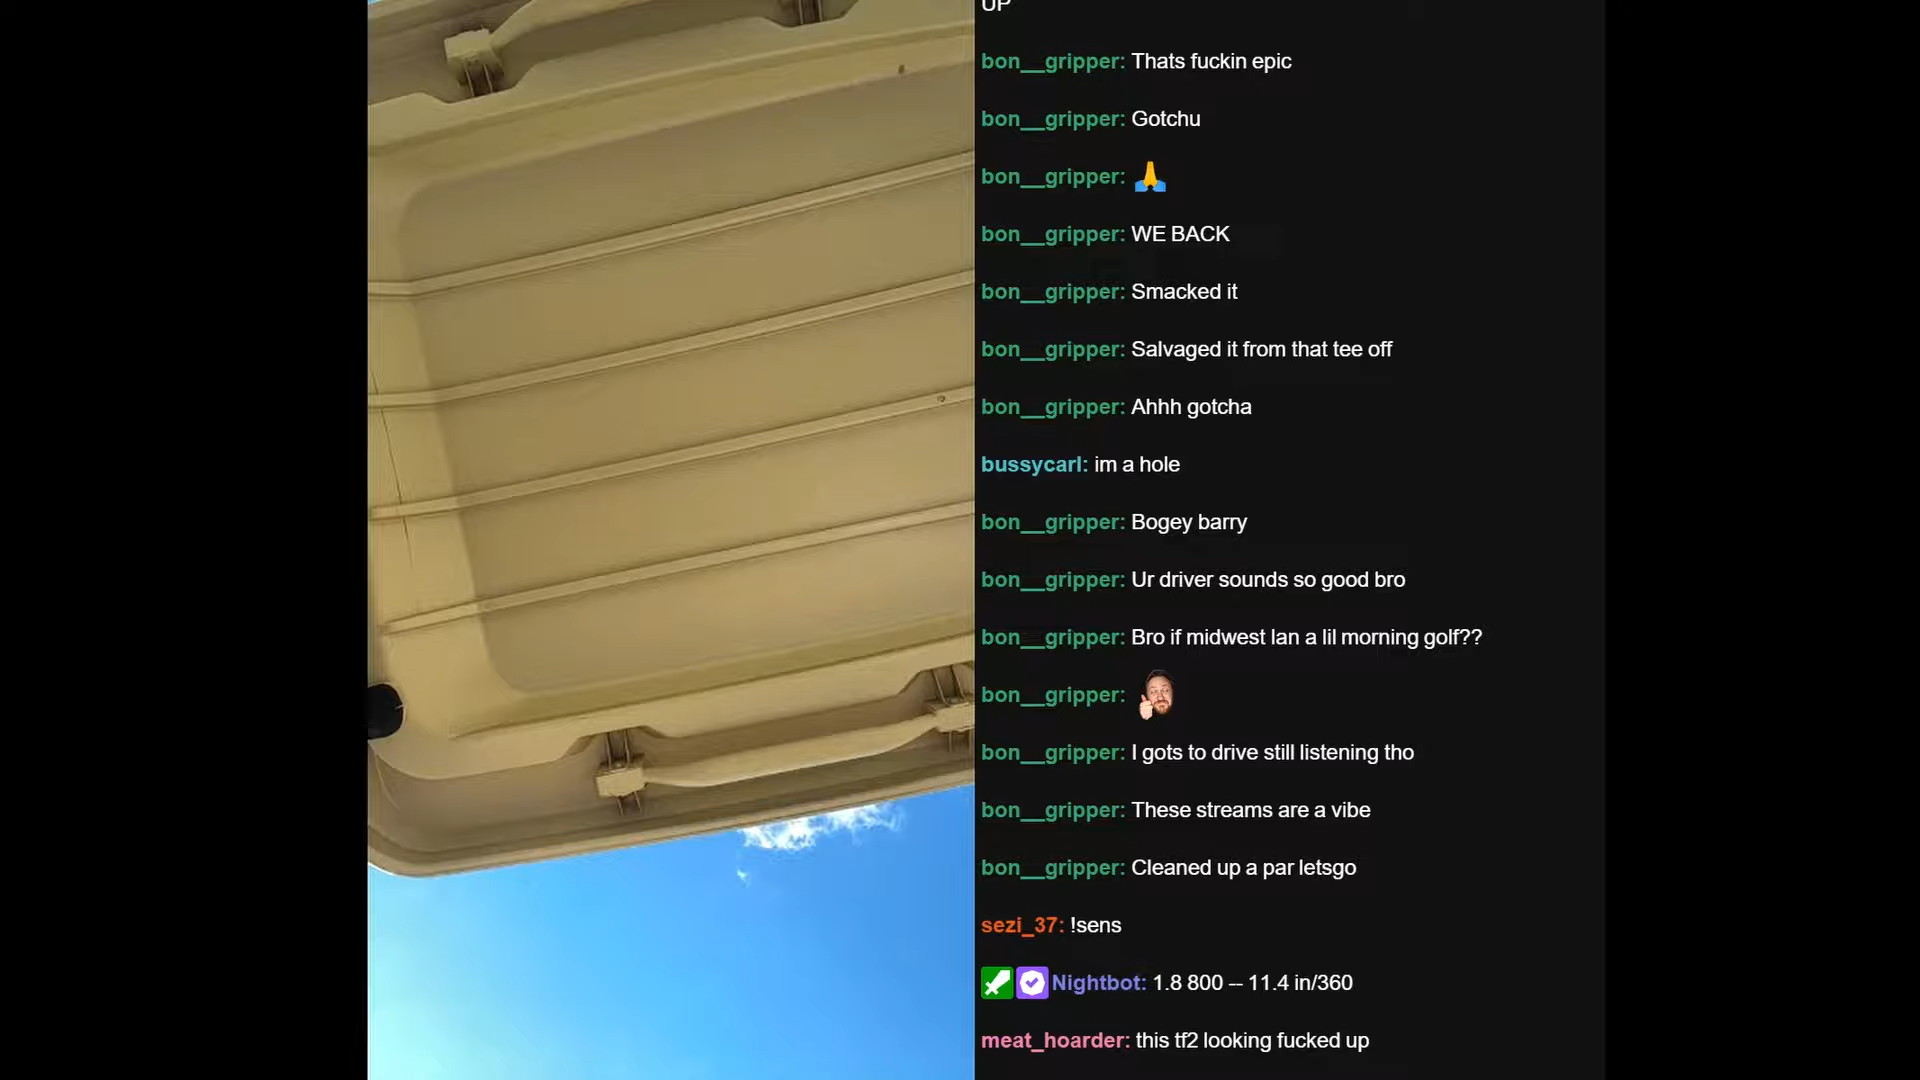 UP
bon__gripper: Thats fuckin epic
bon__gripper: Gotchu
bon__gripper: 🙏
bon__gripper: WE BACK
bon__gripper: Smacked it
bon__gripper: Salvaged it from that tee off
bon__gripper: Ahhh gotcha
bussycarl: im a hole
bon__gripper: Bogey barry
bon__gripper: Ur driver sounds so good bro
bon__gripper: Bro if midwest lan a lil morning golf??
bon__gripper:
bon__gripper: I gots to drive still listening tho
bon__gripper: These streams are a vibe
bon__gripper: Cleaned up a par letsgo
sezi_37: !sens
Nightbot: 1.8 800 -- 11.4 in/360
meat_hoarder: this tf2 looking fucked up